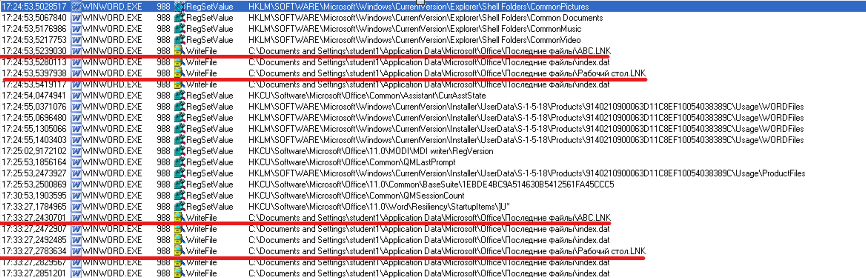 17:24:53,5028517 WINWORD.EXE 988 RegSetValue HKLM\SOFTWARE\Microsoft\Windows\CurrentVersion\Explorer\Shell Folders\CommonPictures
17:24:53,5067840 WINWORD.EXE 988 RegSetValue HKLM\SOFTWARE\Microsoft\Windows\CurrentVersion\Explorer\Shell Folders\Common Documents
17:24:53,5176986 WINWORD.EXE 988 RegSetValue HKLM\SOFTWARE\Microsoft\Windows\CurrentVersion\Explorer\Shell Folders\CommonMusic
17:24:53,5217753 WINWORD.EXE 988 RegSetValue HKLM\SOFTWARE\Microsoft\Windows\CurrentVersion\Explorer\Shell Folders\CommonVideo
17:24:53,5239030 WINWORD.EXE 988 WriteFile C:\Documents and Settings\student1\Application Data\Microsoft\Office\Последние файлы\ABC.LNK
17:24:53,5280113 WINWORD.EXE 988 WriteFile C:\Documents and Settings\student1\Application Data\Microsoft\Office\Последние файлы\index.dat
17:24:53,5397938 WINWORD.EXE 988 WriteFile C:\Documents and Settings\student1\Application Data\Microsoft\Office\Последние файлы\Рабочий стол.LNK
17:24:53,5419117 WINWORD.EXE 988 WriteFile C:\Documents and Settings\student1\Application Data\Microsoft\Office\Последние файлы\index.dat
17:24:54,0474941 WINWORD.EXE 988 RegSetValue HKCU\Software\Microsoft\Office\Common\Assistant\CurrAsstState
17:24:55,0371076 WINWORD.EXE 988 RegSetValue HKLM\SOFTWARE\Microsoft\Windows\CurrentVersion\Installer\UserData\S-1-5-18\Products\9140210900063D11C8EF10054038389C\Usage\WORDFiles
17:24:55,0696480 WINWORD.EXE 988 RegSetValue HKLM\SOFTWARE\Microsoft\Windows\CurrentVersion\Installer\UserData\S-1-5-18\Products\9140210900063D11C8EF10054038389C\Usage\WORDFiles
17:24:55,1305066 WINWORD.EXE 988 RegSetValue HKLM\SOFTWARE\Microsoft\Windows\CurrentVersion\Installer\UserData\S-1-5-18\Products\9140210900063D11C8EF10054038389C\Usage\WORDFiles
17:24:55,1403403 WINWORD.EXE 988 RegSetValue HKLM\SOFTWARE\Microsoft\Windows\CurrentVersion\Installer\UserData\S-1-5-18\Products\9140210900063D11C8EF10054038389C\Usage\WORDFiles
17:25:02,9172102 WINWORD.EXE 988 RegSetValue HKCU\Software\Microsoft\Office\11.0\MODI\MDI writer\RegVersion
17:25:53,1856164 WINWORD.EXE 988 RegSetValue HKCU\Software\Microsoft\Office\Common\QMLastPrompt
17:25:53,2473927 WINWORD.EXE 988 RegSetValue HKLM\SOFTWARE\Microsoft\Windows\CurrentVersion\Installer\UserData\S-1-5-18\Products\9140210900063D11C8EF10054038389C\Usage\ProductFiles
17:25:53,2500869 WINWORD.EXE 988 RegSetValue HKCU\Software\Microsoft\Office\11.0\Common\BaseSuite\1EBDE4BC9A514630B5412561FA45CCC5
17:30:53,1903595 WINWORD.EXE 988 RegSetValue HKCU\Software\Microsoft\Office\Common\QMSessionCount
17:33:27,1784965 WINWORD.EXE 988 RegSetValue HKCU\Software\Microsoft\Office\11.0\Word\Resiliency\StartupItems\]U"
17:33:27,2430701 WINWORD.EXE 988 WriteFile C:\Documents and Settings\student1\Application Data\Microsoft\Office\Последние файлы\ABC.LNK
17:33:27,2472907 WINWORD.EXE 988 WriteFile C:\Documents and Settings\student1\Application Data\Microsoft\Office\Последние файлы\index.dat
17:33:27,2492485 WINWORD.EXE 988 WriteFile C:\Documents and Settings\student1\Application Data\Microsoft\Office\Последние файлы\index.dat
17:33:27,2783634 WINWORD.EXE 988 WriteFile C:\Documents and Settings\student1\Application Data\Microsoft\Office\Последние файлы\Рабочий стол.LNK
17:33:27,2829567 WINWORD.EXE 988 WriteFile C:\Documents and Settings\student1\Application Data\Microsoft\Office\Последние файлы\index.dat
17:33:27,2851201 WINWORD.EXE 988 WriteFile C:\Documents and Settings\student1\Application Data\Microsoft\Office\Последние файлы\index.dat